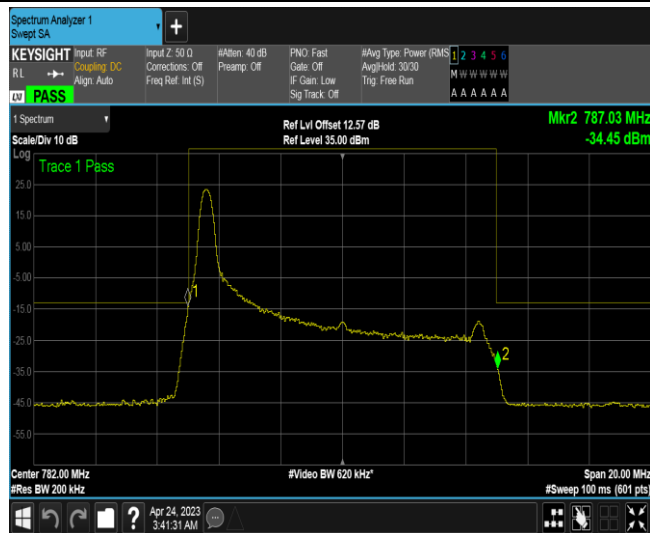 Spectrum Analyzer 1
Swept SA
+
KEYSIGHT
RL
LXI PASS
Input: RF
Coupling: DC
Align: Auto
Input Z: 50 Ω
Corrections: Off
Freq Ref: Int (S)
#Atten: 40 dB
Preamp: Off
PNO: Fast
Gate: Off
IF Gain: Low
Sig Track: Off
#Avg Type: Power (RMS
Avg|Hold: 30/30
Trig: Free Run
1 2 3 4 5 6
M W W W W W
A A A A A A
1 Spectrum
Scale/Div 10 dB
Ref Lvl Offset 12.57 dB
Ref Level 35.00 dBm
Mkr2 787.03 MHz
-34.45 dBm
Log
Trace 1 Pass
25.0
15.0
5.00
-5.00
-15.0
-25.0
-35.0
-45.0
-55.0
1
2
Center 782.00 MHz
#Res BW 200 kHz
#Video BW 620 kHz*
Span 20.00 MHz
#Sweep 100 ms (601 pts)
?
Apr 24, 2023
3:41:31 AM